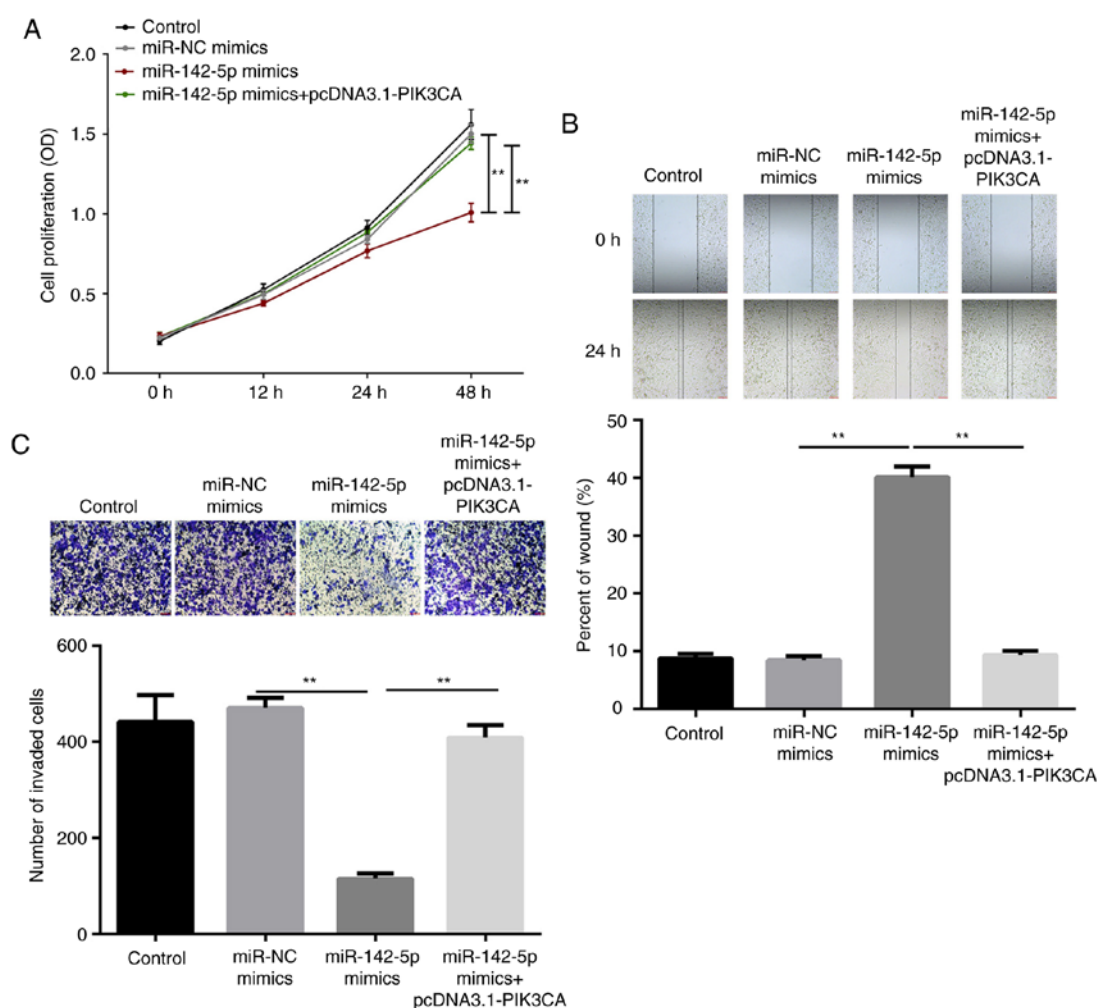 A
Control
miR-NC mimics
miR-142-5p mimics
miR-142-5p mimics+pcDNA3.1-PIK3CA
2.0
1.5
1.0
0.5
0.0
Cell proliferation (OD)
**
**
0 h
12 h
24 h
48 h
B
Control
miR-NC
mimics
miR-142-5p
mimics
miR-142-5p
mimics+
pcDNA3.1-
PIK3CA
0 h
24 h
50
40
30
20
10
0
Percent of wound (%)
**
**
Control
miR-NC
mimics
miR-142-5p
mimics
miR-142-5p
mimics+
pcDNA3.1-PIK3CA
C
Control
miR-NC
mimics
miR-142-5p
mimics
miR-142-5p
mimics+
pcDNA3.1-
PIK3CA
600
400
200
0
Number of invaded cells
**
**
Control
miR-NC
mimics
miR-142-5p
mimics
miR-142-5p
mimics+
pcDNA3.1-PIK3CA